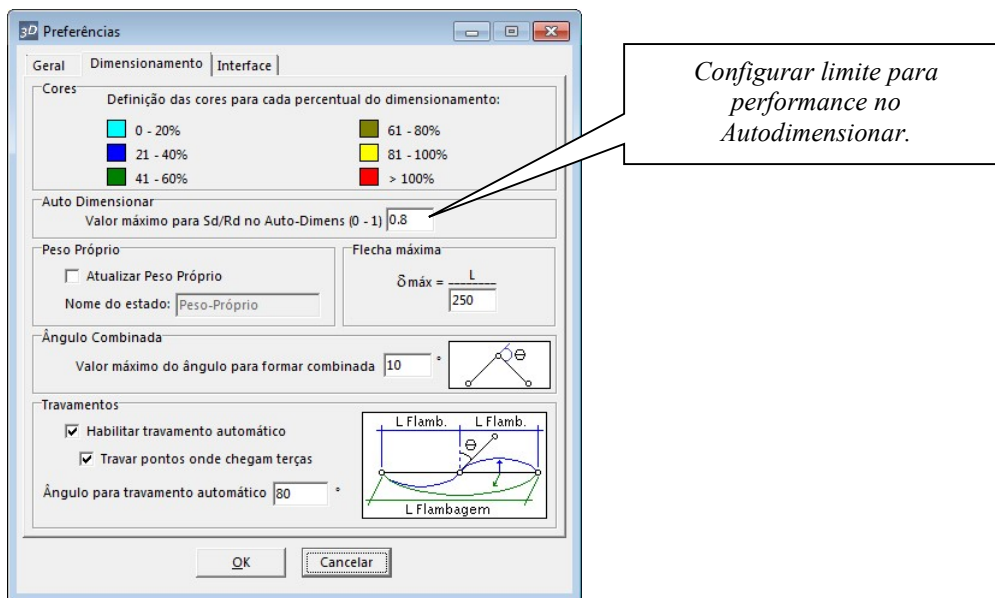 3D Preferências
Geral Dimensionamento Interface
Cores
Definição das cores para cada percentual do dimensionamento:
0 - 20%
61 - 80%
21 - 40%
81 - 100%
41 - 60%
> 100%
Auto Dimensionar
Valor máximo para Sd/Rd no Auto-Dimens (0 - 1) 0.8
Peso Próprio
Atualizar Peso Próprio
Nome do estado: Peso-Próprio
Flecha máxima
δmáx = L
250
Ângulo Combinada
Valor máximo do ângulo para formar combinada 10 °
θ
Travamentos
Habilitar travamento automático
Travar pontos onde chegam terças
Ângulo para travamento automático 80 °
L Flamb. L Flamb.
θ
L Flambagem
OK Cancelar
Configurar limite para
performance no
Autodimensionar.